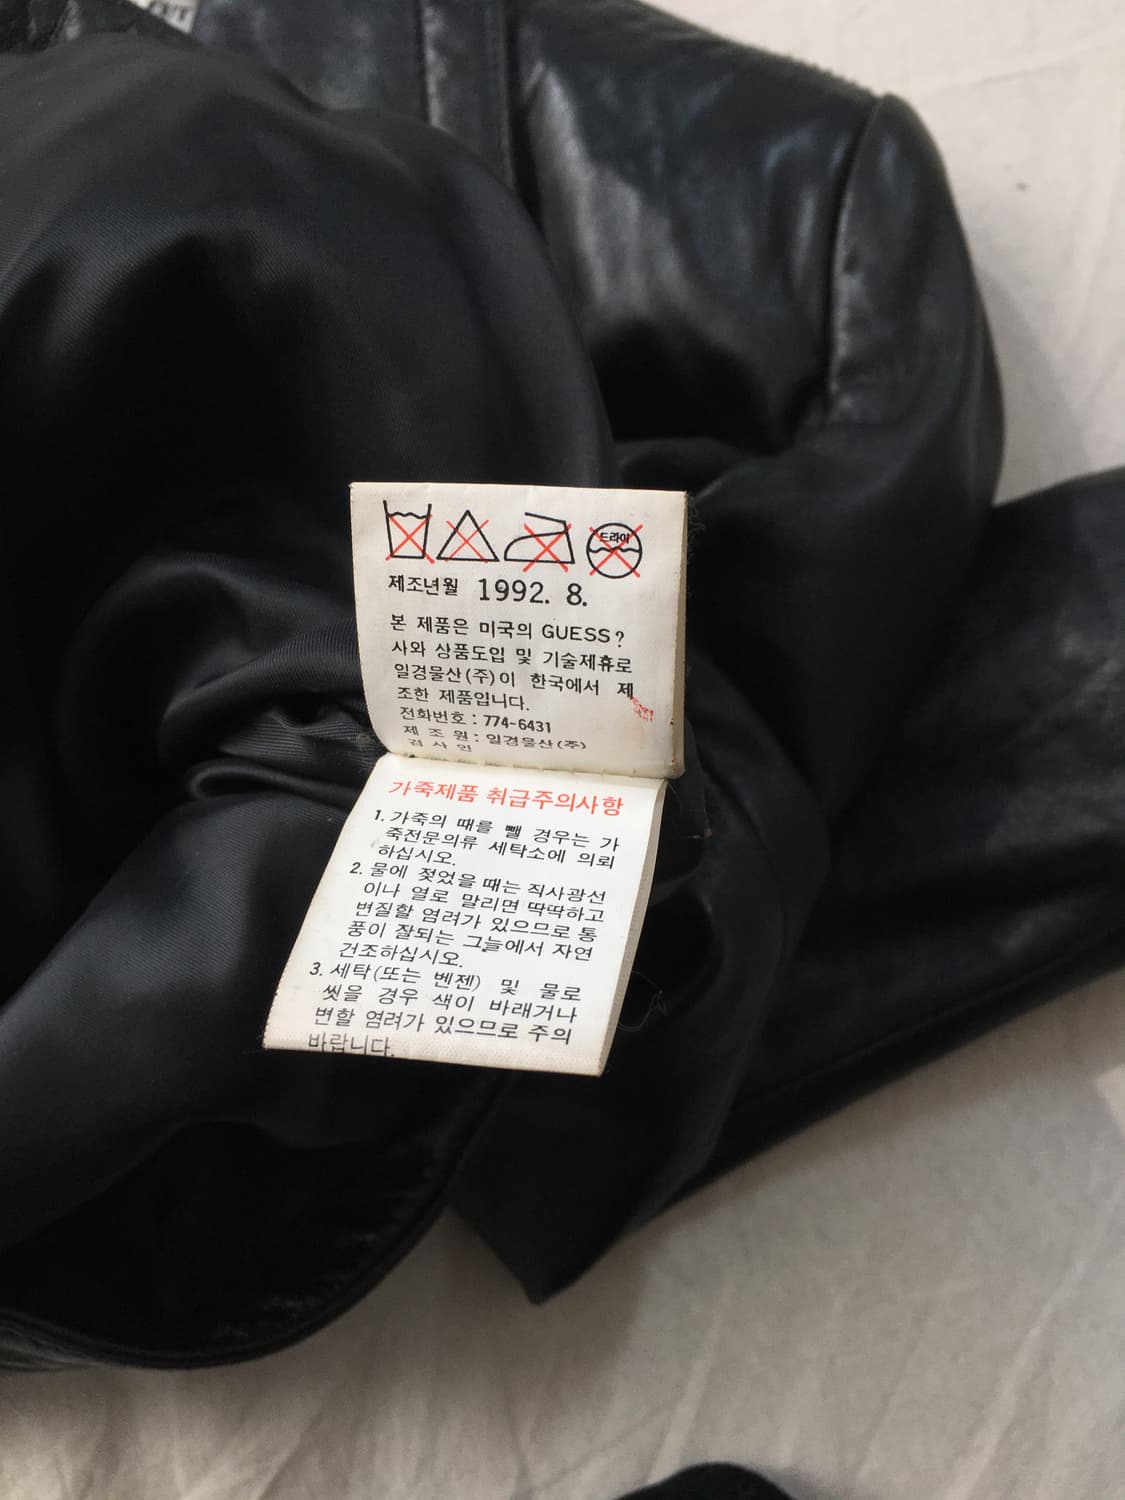 드라이
제조년월 1992. 8.
본 제품은 미국의 GUESS?
사와 상품도입 및 기술제휴로
일경물산(주)이 한국에서 제
조한 제품입니다.
전화번호 : 774-6431
제 조 원 : 일경물산(주)
검 사 인
가죽제품 취급주의사항
1. 가죽의 때를 뺄 경우는 가
죽전문의류 세탁소에 의뢰
하십시오.
2. 물에 젖었을 때는 직사광선
이나 열로 말리면 딱딱하고
변질할 염려가 있으므로 통
풍이 잘되는 그늘에서 자연
건조하십시오.
3. 세탁(또는 벤젠) 및 물로
씻을 경우 색이 바래거나
변할 염려가 있으므로 주의
바랍니다.